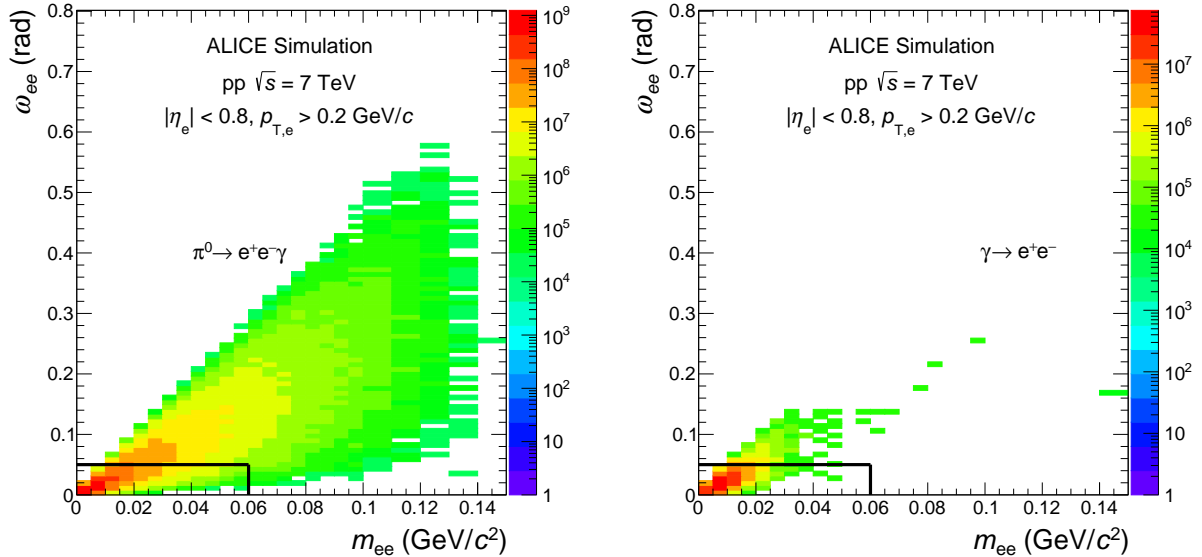 ω_ee (rad)
0.8
0.7
0.6
0.5
0.4
0.3
0.2
0.1
0
ALICE Simulation
pp √s = 7 TeV
|η_e| < 0.8, p_T,e > 0.2 GeV/c
π⁰→ e⁺e⁻γ
0 0.02 0.04 0.06 0.08 0.10 0.12 0.14
m_ee (GeV/c²)
10⁹
10⁸
10⁷
10⁶
10⁵
10⁴
10³
10²
10
1
ω_ee (rad)
0.8
0.7
0.6
0.5
0.4
0.3
0.2
0.1
0
ALICE Simulation
pp √s = 7 TeV
|η_e| < 0.8, p_T,e > 0.2 GeV/c
γ→ e⁺e⁻
0 0.02 0.04 0.06 0.08 0.10 0.12 0.14
m_ee (GeV/c²)
10⁷
10⁶
10⁵
10⁴
10³
10²
10
1